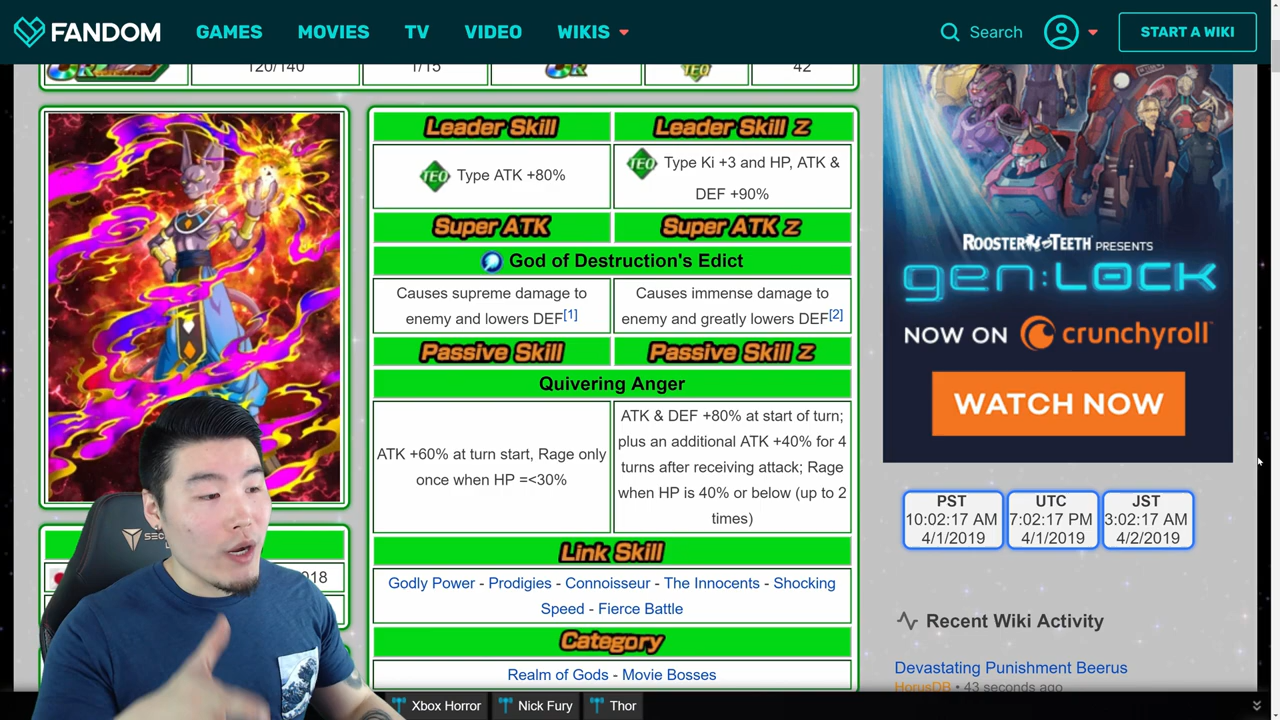 FANDOM
GAMES MOVIES TV VIDEO WIKIS
Search
START A WIKI
120/140 1/15 42
Leader Skill
Leader Skill Z
TEQ Type ATK +80%
TEQ Type Ki +3 and HP, ATK &
DEF +90%
Super ATK
Super ATK Z
God of Destruction's Edict
Causes supreme damage to
enemy and lowers DEF[1]
Causes immense damage to
enemy and greatly lowers DEF[2]
Passive Skill
Passive Skill Z
Quivering Anger
ATK +60% at turn start, Rage only
once when HP =<30%
ATK & DEF +80% at start of turn;
plus an additional ATK +40% for 4
turns after receiving attack; Rage
when HP is 40% or below (up to 2
times)
Link Skill
Godly Power - Prodigies - Connoisseur - The Innocents - Shocking
Speed - Fierce Battle
Category
Realm of Gods - Movie Bosses
ROOSTER TEETH PRESENTS
gen:LOCK
NOW ON crunchyroll
WATCH NOW
PST
10:02:17 AM
4/1/2019
UTC
7:02:17 PM
4/1/2019
JST
3:02:17 AM
4/2/2019
Recent Wiki Activity
Devastating Punishment Beerus
HorusDB • 43 seconds ago
Xbox Horror
Nick Fury
Thor